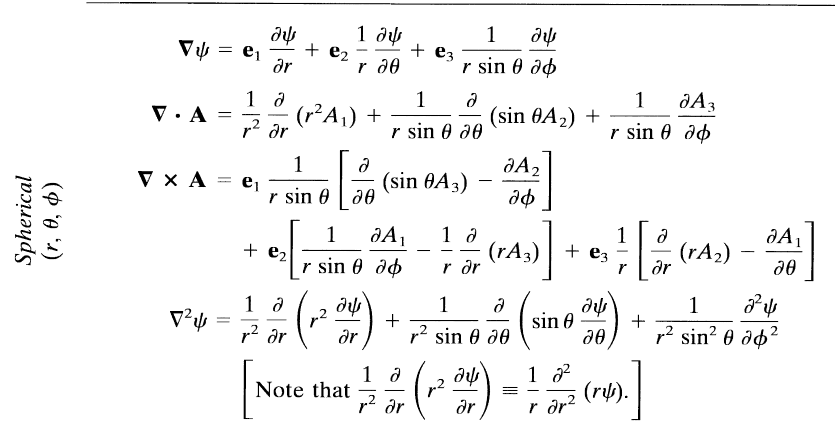 Spherical
(r, θ, ϕ)
∇ψ = e₁ ∂ψ/∂r + e₂ 1/r ∂ψ/∂θ + e₃ 1/(r sin θ) ∂ψ/∂ϕ
∇ · A = 1/r² ∂/∂r (r²A₁) + 1/(r sin θ) ∂/∂θ (sin θA₂) + 1/(r sin θ) ∂A₃/∂ϕ
∇ × A = e₁ 1/(r sin θ) [∂/∂θ (sin θA₃) − ∂A₂/∂ϕ]
+ e₂[1/(r sin θ) ∂A₁/∂ϕ − 1/r ∂/∂r (rA₃)] + e₃ 1/r [∂/∂r (rA₂) − ∂A₁/∂θ]
∇²ψ = 1/r² ∂/∂r (r² ∂ψ/∂r) + 1/(r² sin θ) ∂/∂θ (sin θ ∂ψ/∂θ) + 1/(r² sin² θ) ∂²ψ/∂ϕ²
[Note that 1/r² ∂/∂r (r² ∂ψ/∂r) ≡ 1/r ∂²/∂r² (rψ).]